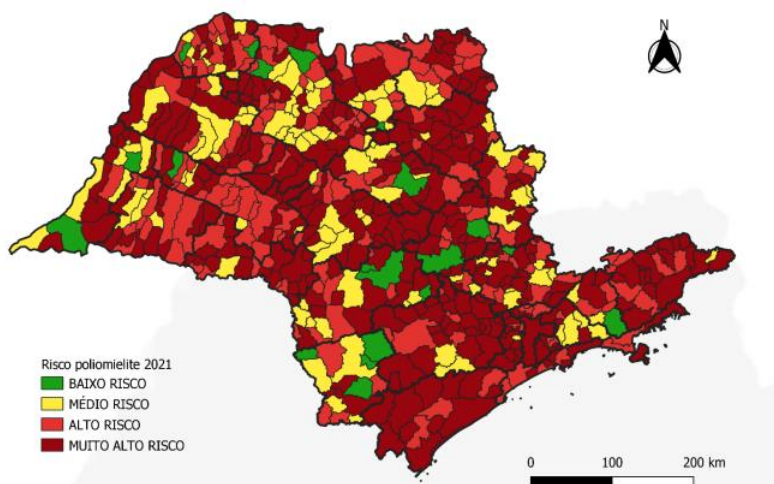 N
Risco poliomielite 2021
BAIXO RISCO
MÉDIO RISCO
ALTO RISCO
MUITO ALTO RISCO
0 100 200 km